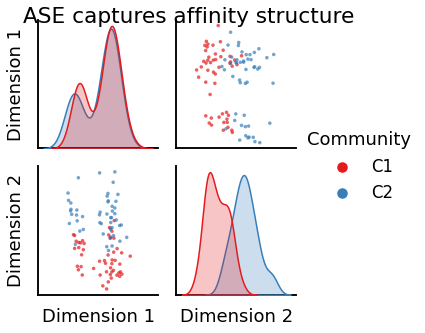 ASE captures affinity structure
Dimension 1
Dimension 2
Community
C1
C2
Dimension 1
Dimension 2